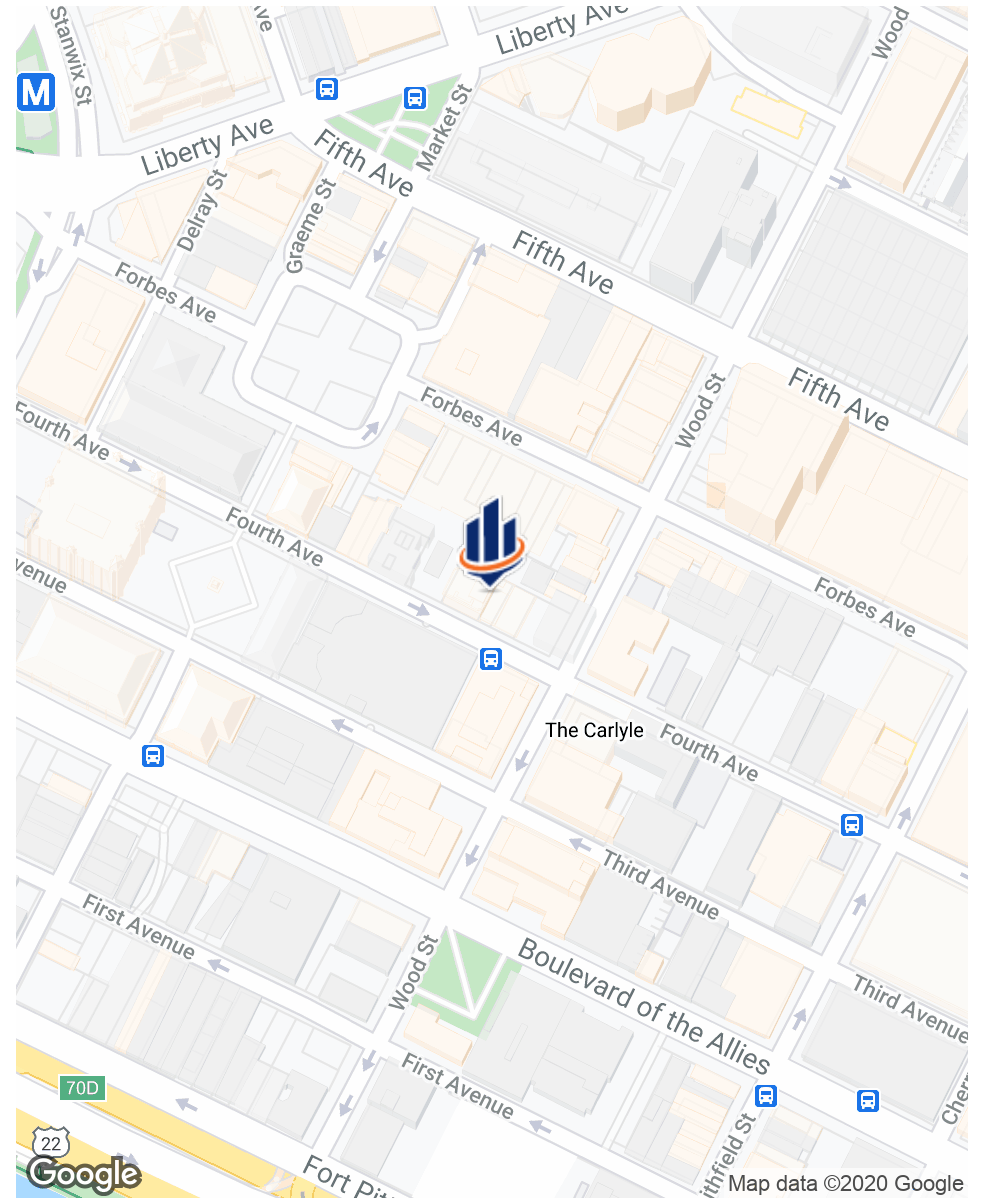 Stanwix St
Ave
Liberty Ave
Wood
M
Liberty Ave
Fifth Ave
Market St
Delray St
Graeme St
Fifth Ave
Forbes Ave
Fifth Ave
Wood St
Forbes Ave
Fourth Ave
Fourth Ave
venue
Forbes Ave
The Carlyle
Fourth Ave
Third Avenue
First Avenue
Wood St
Boulevard of the Allies
Third Avenue
First Avenue
70D
Cherr
22
thfield St
Fort Pit
Google
Map data ©2020 Google